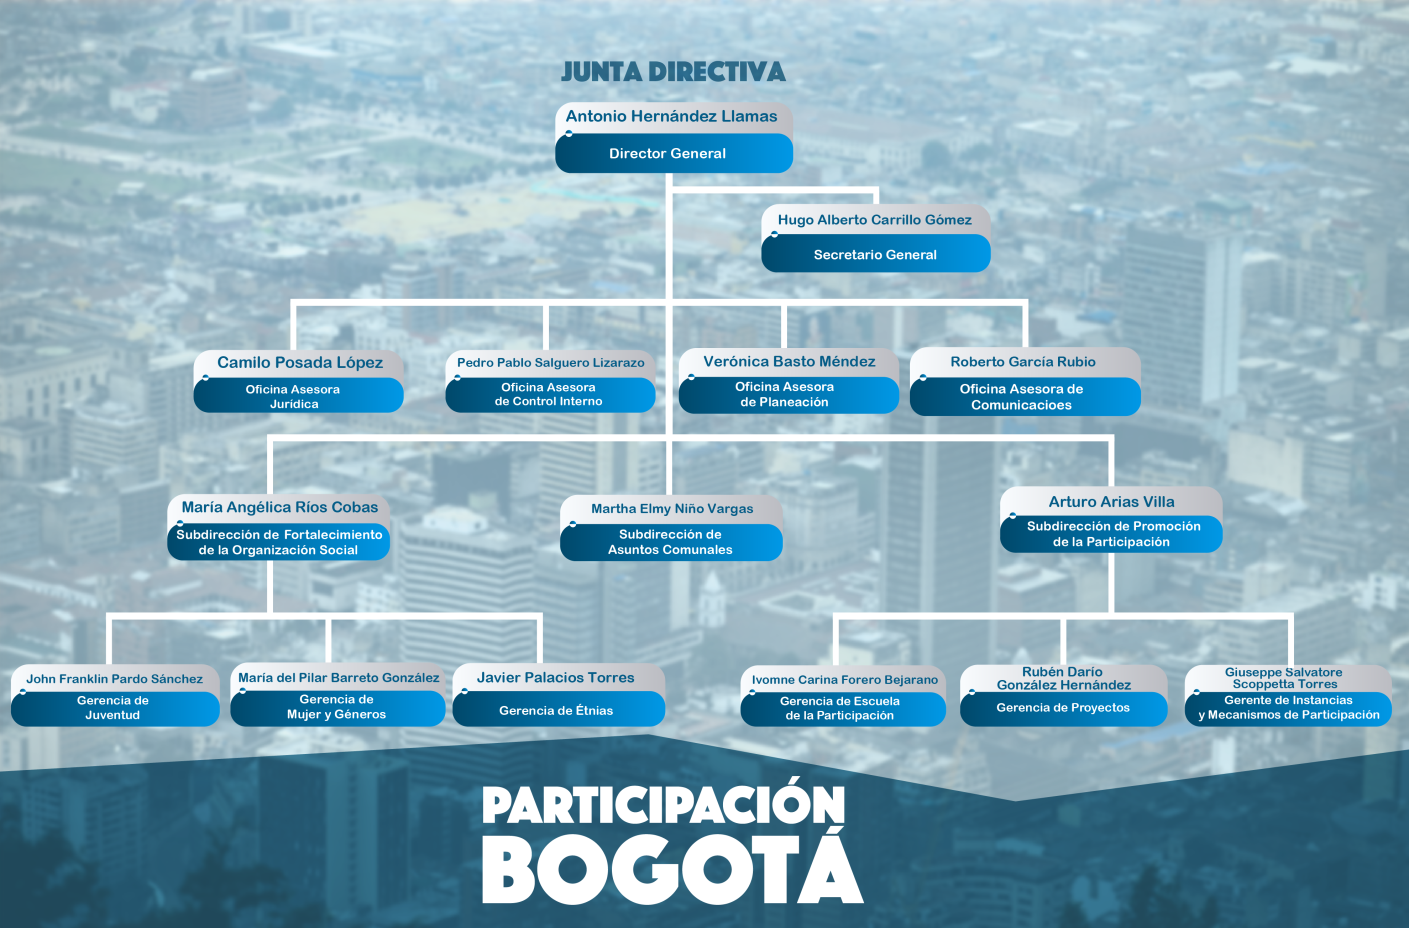 JUNTA DIRECTIVA
Antonio Hernández Llamas
Director General
Hugo Alberto Carrillo Gómez
Secretario General
Camilo Posada López
Oficina Asesora
Jurídica
Pedro Pablo Salguero Lizarazo
Oficina Asesora
de Control Interno
Verónica Basto Méndez
Oficina Asesora
de Planeación
Roberto García Rubio
Oficina Asesora de
Comunicacioes
María Angélica Ríos Cobas
Subdirección de Fortalecimiento
de la Organización Social
Martha Elmy Niño Vargas
Subdirección de
Asuntos Comunales
Arturo Arias Villa
Subdirección de Promoción
de la Participación
John Franklin Pardo Sánchez
Gerencia de
Juventud
María del Pilar Barreto González
Gerencia de
Mujer y Géneros
Javier Palacios Torres
Gerencia de Étnias
Ivomne Carina Forero Bejarano
Gerencia de Escuela
de la Participación
Rubén Darío
González Hernández
Gerencia de Proyectos
Giuseppe Salvatore
Scoppetta Torres
Gerente de Instancias
y Mecanismos de Participación
PARTICIPACIÓN
BOGOTÁ